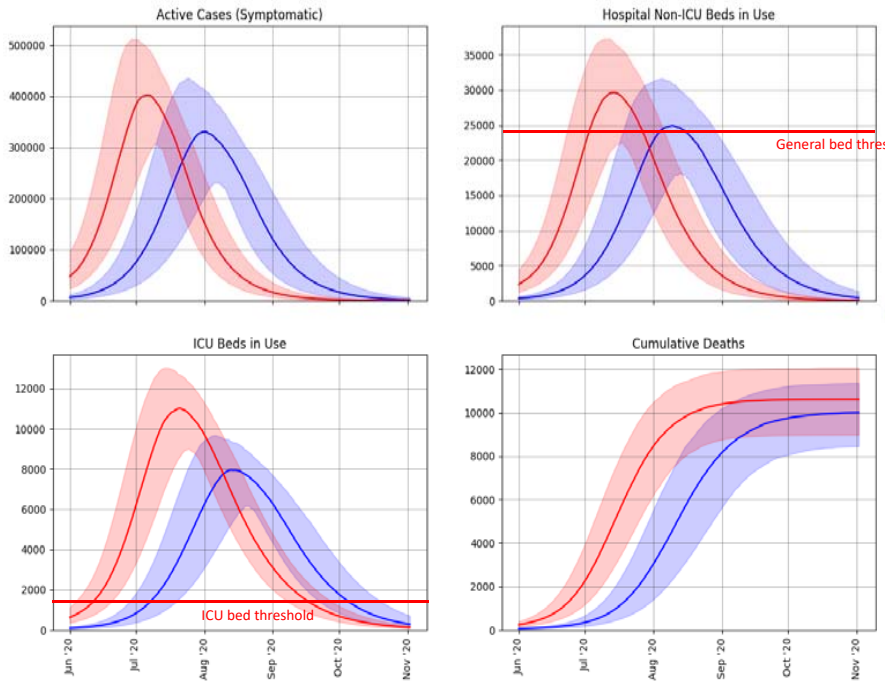 Active Cases (Symptomatic)
500000
400000
300000
200000
100000
0
Hospital Non-ICU Beds in Use
35000
30000
25000
20000
15000
10000
5000
0
General bed thres
ICU Beds in Use
12000
10000
8000
6000
4000
2000
0
ICU bed threshold
Jun '20
Jul '20
Aug '20
Sep '20
Oct '20
Nov '20
Cumulative Deaths
12000
10000
8000
6000
4000
2000
0
Jun '20
Jul '20
Aug '20
Sep '20
Oct '20
Nov '20